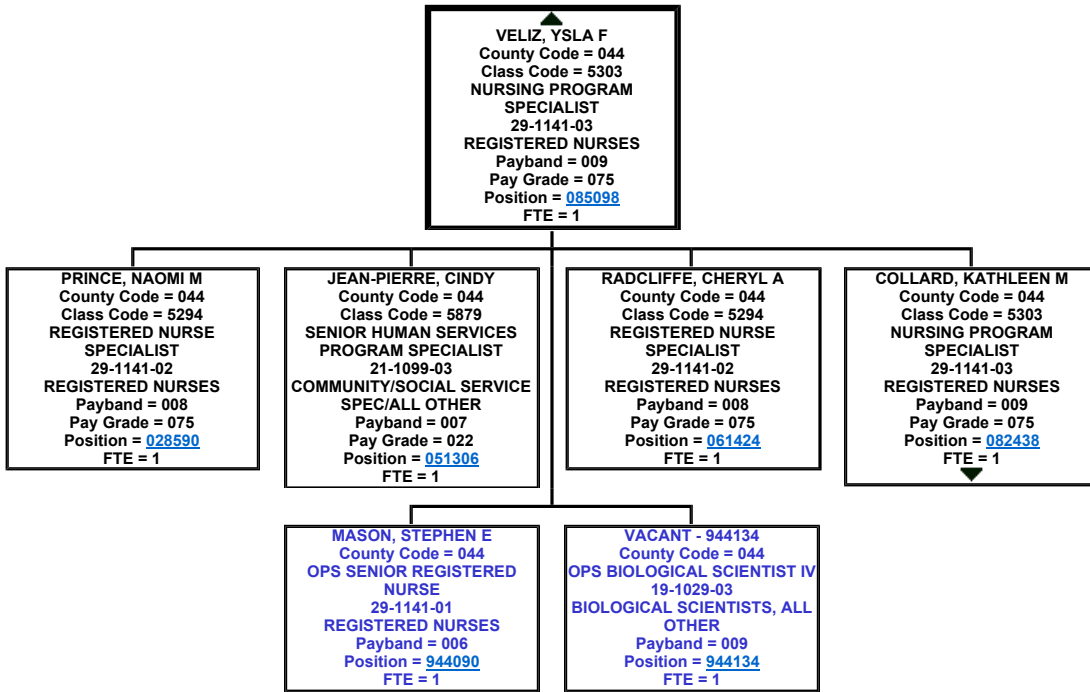 VELIZ, YSLA F
County Code = 044
Class Code = 5303
NURSING PROGRAM
SPECIALIST
29-1141-03
REGISTERED NURSES
Payband = 009
Pay Grade = 075
Position = 085098
FTE = 1
PRINCE, NAOMI M
County Code = 044
Class Code = 5294
REGISTERED NURSE
SPECIALIST
29-1141-02
REGISTERED NURSES
Payband = 008
Pay Grade = 075
Position = 028590
FTE = 1
JEAN-PIERRE, CINDY
County Code = 044
Class Code = 5879
SENIOR HUMAN SERVICES
PROGRAM SPECIALIST
21-1099-03
COMMUNITY/SOCIAL SERVICE
SPEC/ALL OTHER
Payband = 007
Pay Grade = 022
Position = 051306
FTE = 1
RADCLIFFE, CHERYL A
County Code = 044
Class Code = 5294
REGISTERED NURSE
SPECIALIST
29-1141-02
REGISTERED NURSES
Payband = 008
Pay Grade = 075
Position = 061424
FTE = 1
COLLARD, KATHLEEN M
County Code = 044
Class Code = 5303
NURSING PROGRAM
SPECIALIST
29-1141-03
REGISTERED NURSES
Payband = 009
Pay Grade = 075
Position = 082438
FTE = 1
MASON, STEPHEN E
County Code = 044
OPS SENIOR REGISTERED
NURSE
29-1141-01
REGISTERED NURSES
Payband = 006
Position = 944090
FTE = 1
VACANT - 944134
County Code = 044
OPS BIOLOGICAL SCIENTIST IV
19-1029-03
BIOLOGICAL SCIENTISTS, ALL
OTHER
Payband = 009
Position = 944134
FTE = 1